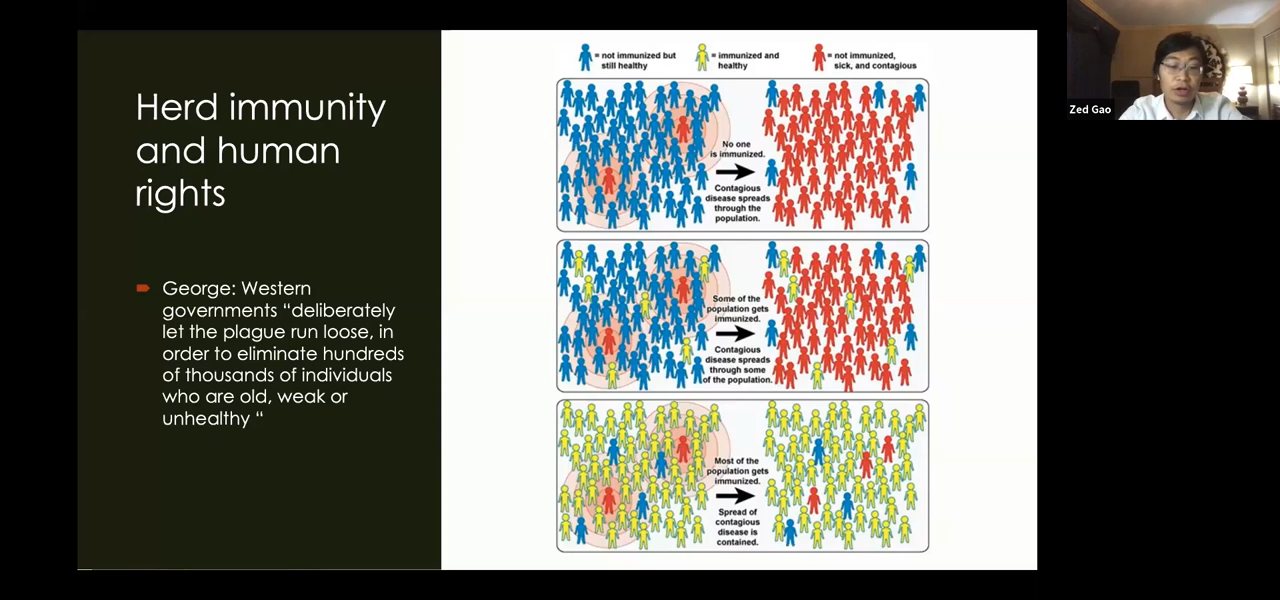 Herd immunity
and human
rights
George: Western
governments “deliberately
let the plague run loose, in
order to eliminate hundreds
of thousands of individuals
who are old, weak or
unhealthy “
= not immunized but
still healthy
= immunized and
healthy
= not immunized,
sick, and contagious
No one
is immunized.
Contagious
disease spreads
through the
population.
Some of the
population gets
immunized.
Contagious
disease spreads
through some
of the population.
Most of the
population gets
immunized.
Spread of
contagious
disease is
contained.
Zed Gao